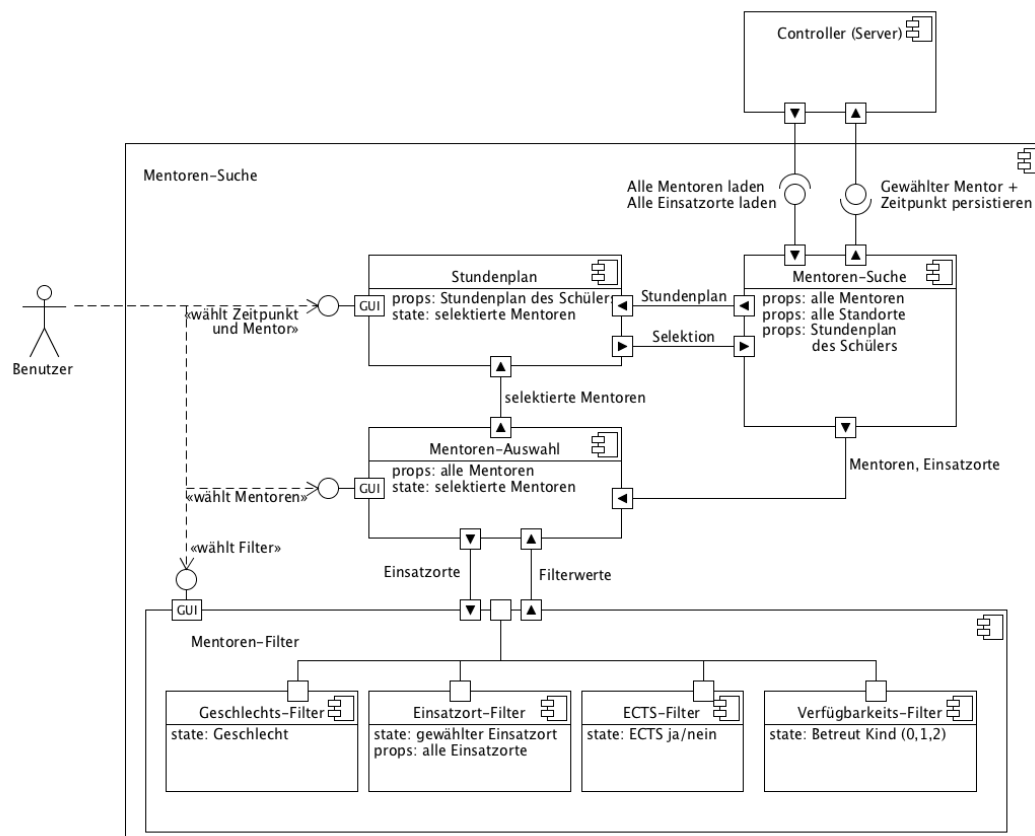 Controller (Server)
Mentoren-Suche
Alle Mentoren laden
Alle Einsatzorte laden
Gewählter Mentor +
Zeitpunkt persistieren
Benutzer
«wählt Zeitpunkt
und Mentor»
GUI
Stundenplan
props: Stundenplan des Schülers
state: selektierte Mentoren
Stundenplan
Selektion
Mentoren-Suche
props: alle Mentoren
props: alle Standorte
props: Stundenplan
des Schülers
selektierte Mentoren
Mentoren, Einsatzorte
«wählt Mentoren»
GUI
Mentoren-Auswahl
props: alle Mentoren
state: selektierte Mentoren
«wählt Filter»
Einsatzorte
Filterwerte
GUI
Mentoren-Filter
Geschlechts-Filter
state: Geschlecht
Einsatzort-Filter
state: gewählter Einsatzort
props: alle Einsatzorte
ECTS-Filter
state: ECTS ja/nein
Verfügbarkeits-Filter
state: Betreut Kind (0,1,2)